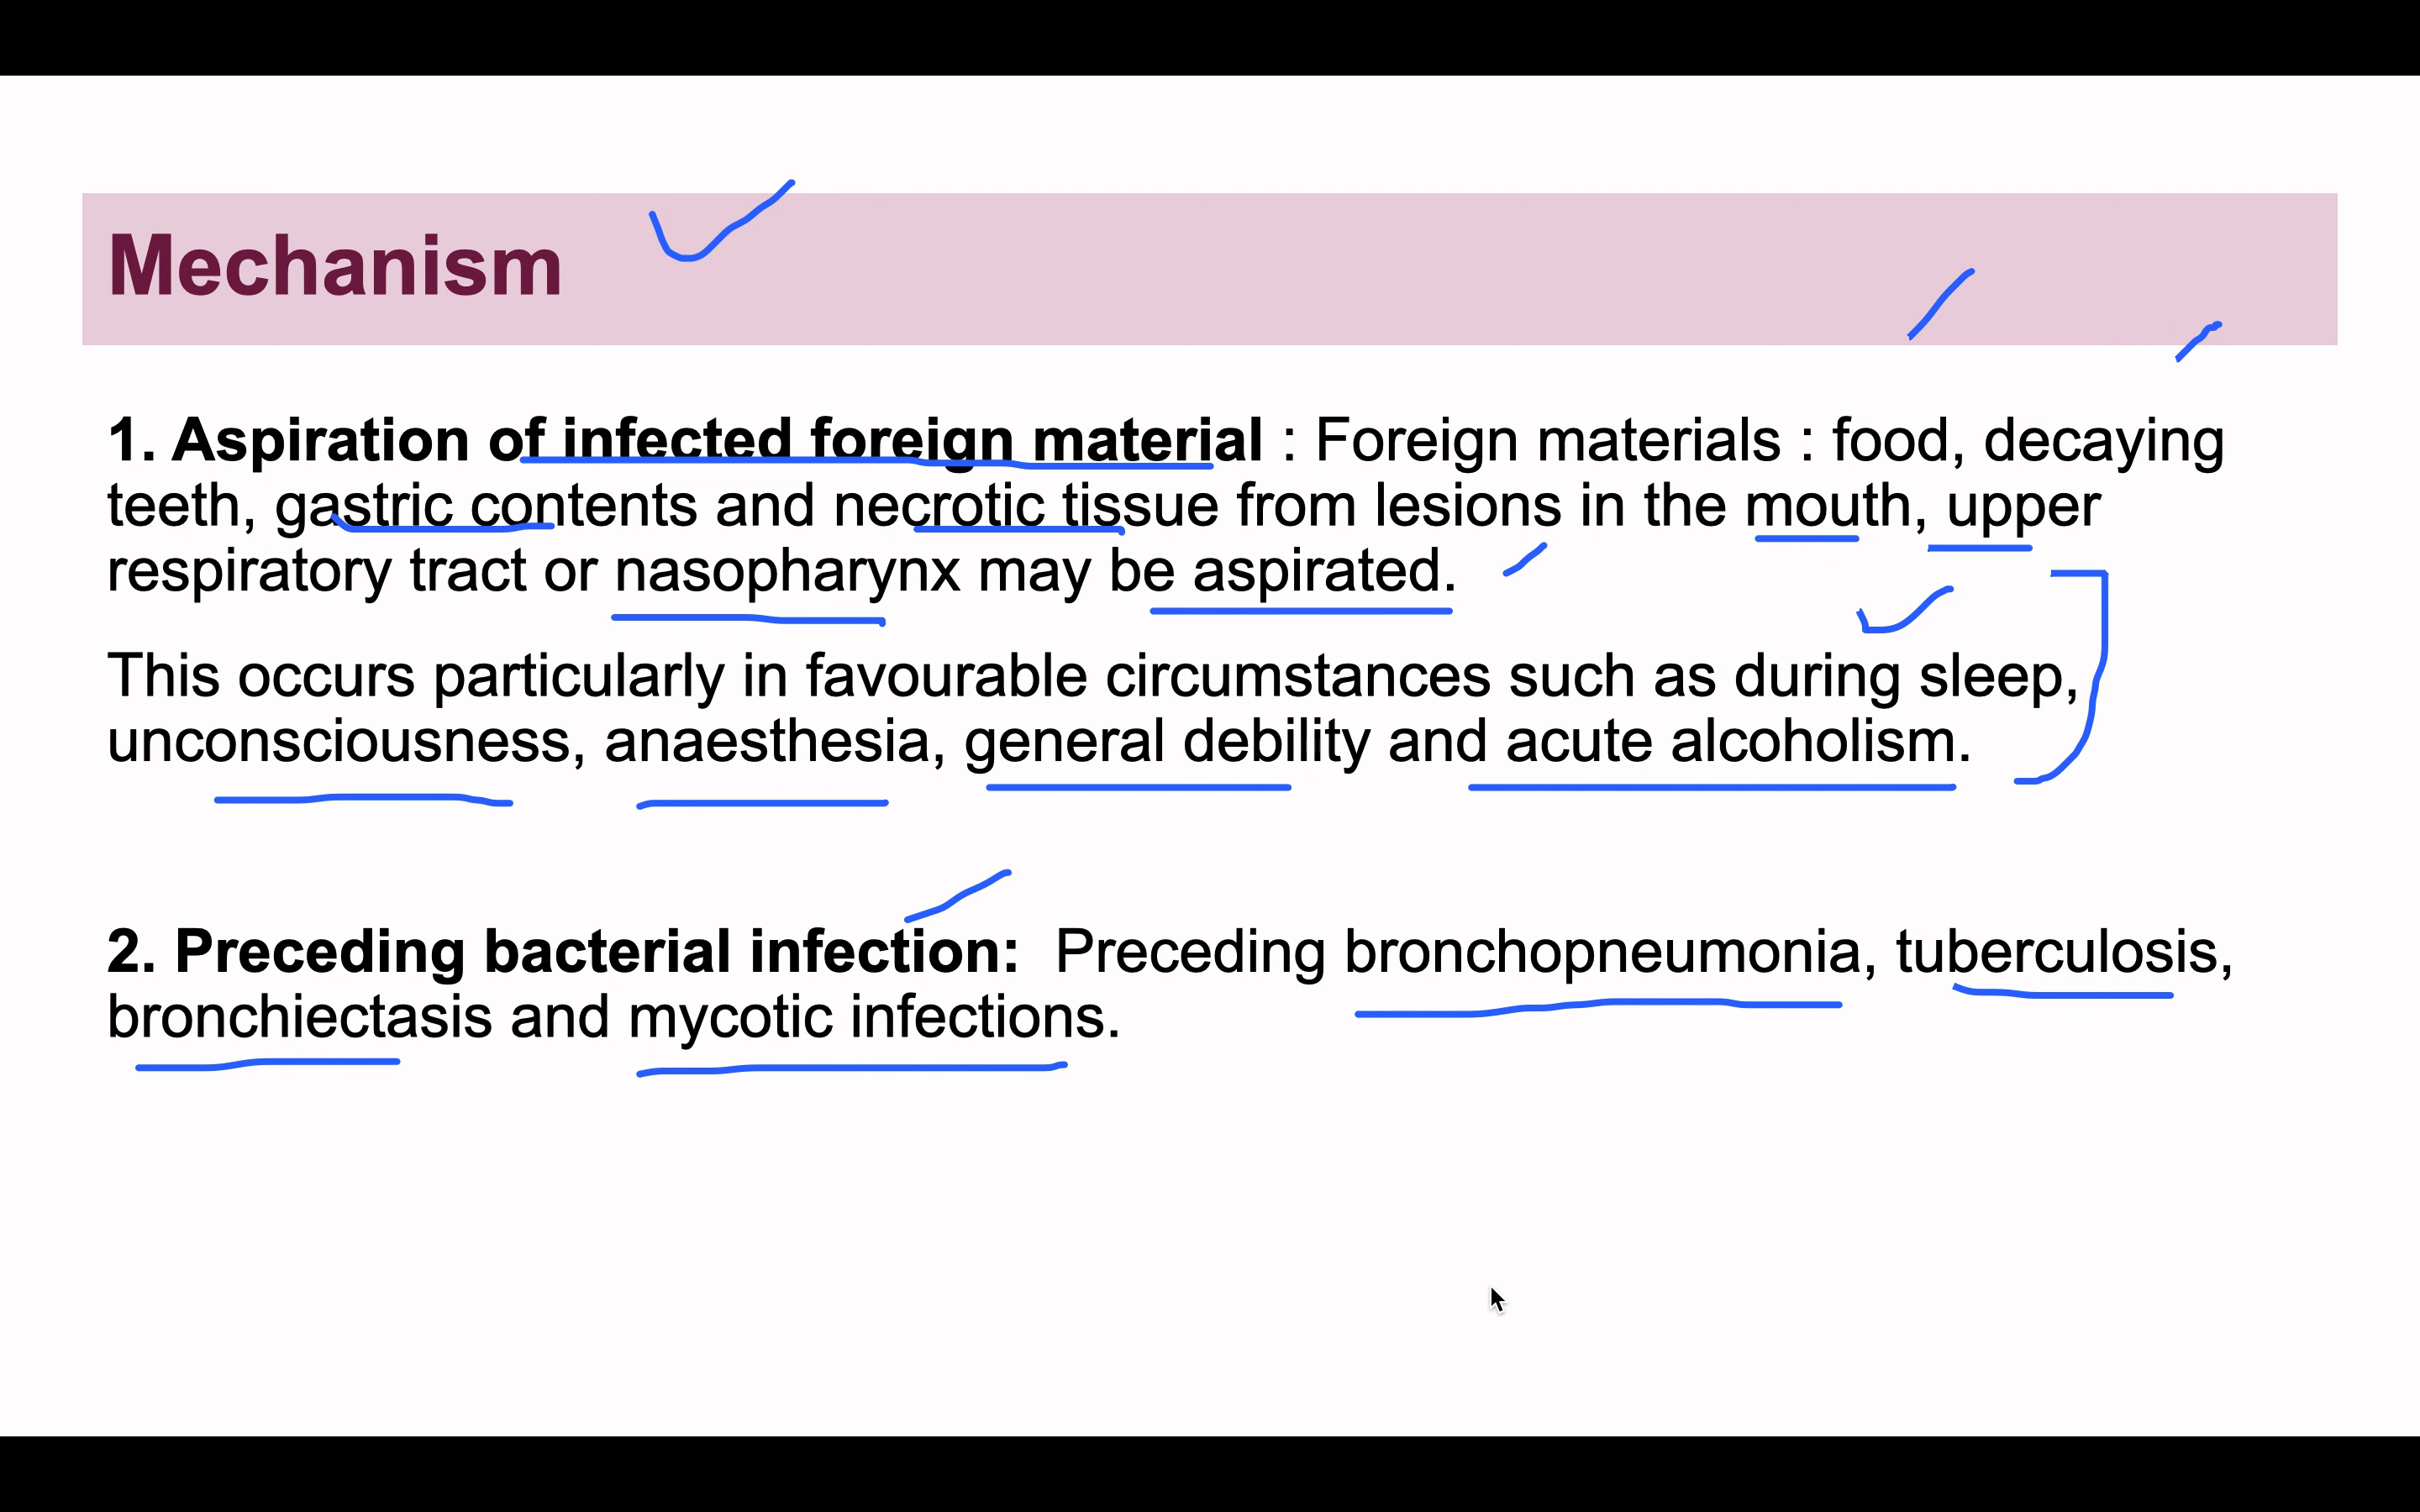 Mechanism
1. Aspiration of infected foreign material : Foreign materials : food, decaying
teeth, gastric contents and necrotic tissue from lesions in the mouth, upper
respiratory tract or nasopharynx may be aspirated.
This occurs particularly in favourable circumstances such as during sleep,
unconsciousness, anaesthesia, general debility and acute alcoholism.
2. Preceding bacterial infection:  Preceding bronchopneumonia, tuberculosis,
bronchiectasis and mycotic infections.